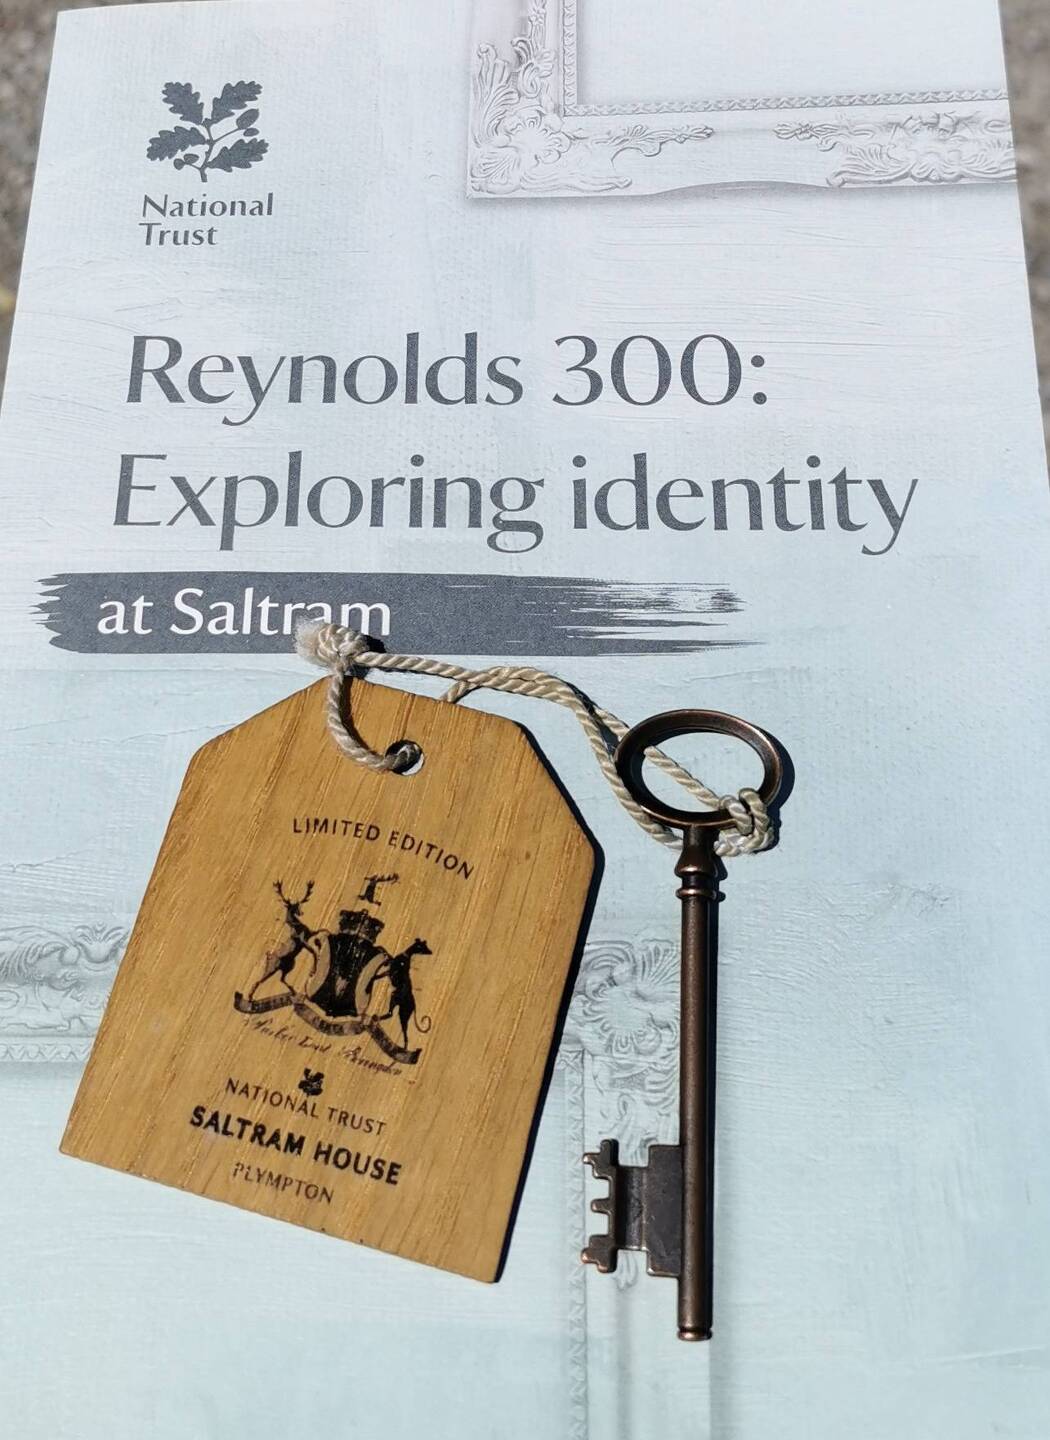 National
Trust
Reynolds 300:
Exploring identity
at Saltram
LIMITED EDITION
NATIONAL TRUST
SALTRAM HOUSE
PLYMPTON